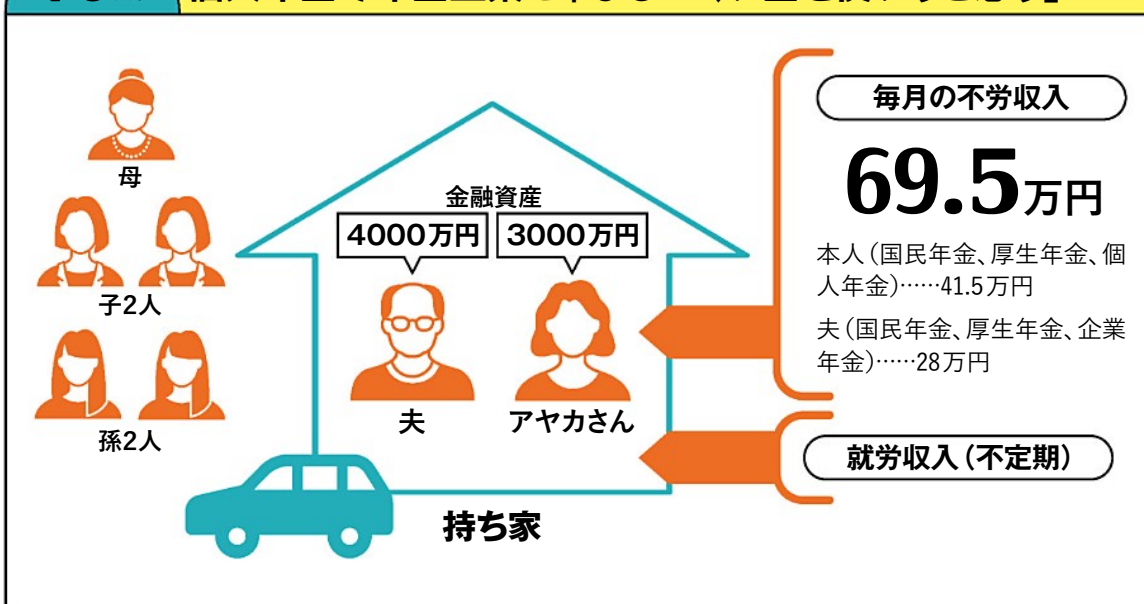 母
子2人
孫2人
金融資産
4000万円
3000万円
夫
アヤカさん
持ち家
毎月の不労収入
69.5万円
本人(国民年金、厚生年金、個
人年金)……41.5万円
夫(国民年金、厚生年金、企業
年金)……28万円
就労収入(不定期)